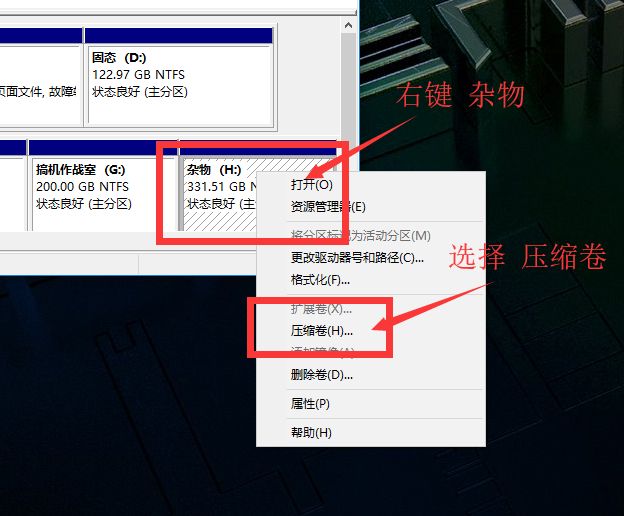 固态 (D:)
122.97 GB NTFS
状态良好 (主分区)
页面文件, 故障
搞机作战室 (G:)
200.00 GB NTFS
状态良好 (主分区)
杂物 (H:)
331.51 GB
状态良好 (主
右键 杂物
打开(O)
资源管理器(E)
将分区标记为活动分区(M)
更改驱动器号和路径(C)...
格式化(F)...
选择 压缩卷
扩展卷(X)...
压缩卷(H)...
添加镜像(A)...
删除卷(D)...
属性(P)
帮助(H)